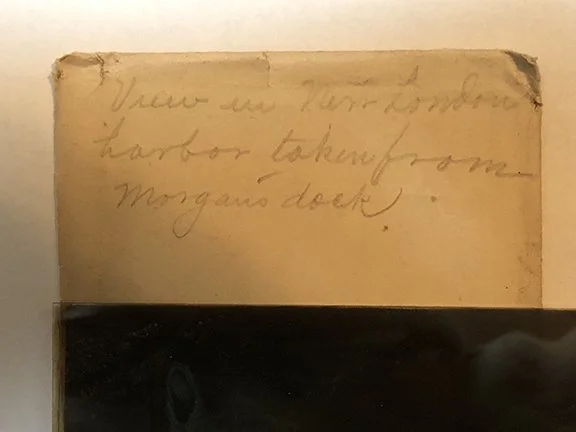 View in New London
harbor taken from
Morgan's dock.